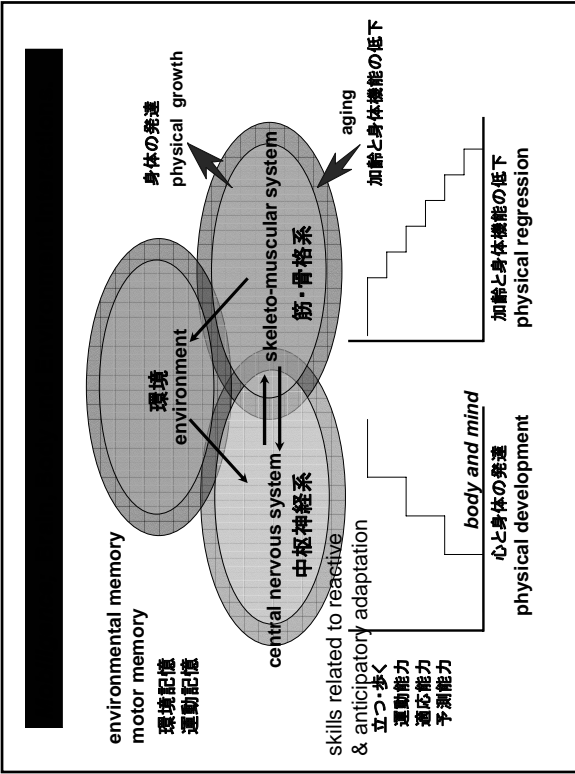 environmental memory
motor memory
環境記憶
運動記憶
環境
environment
身体の発達
physical growth
central nervous system
中枢神経系
skeleto-muscular system
筋・骨格系
aging
加齢と身体機能の低下
skills related to reactive
& anticipatory adaptation
立つ・歩く
運動能力
適応能力
予測能力
body and mind
心と身体の発達
physical development
加齢と身体機能の低下
physical regression